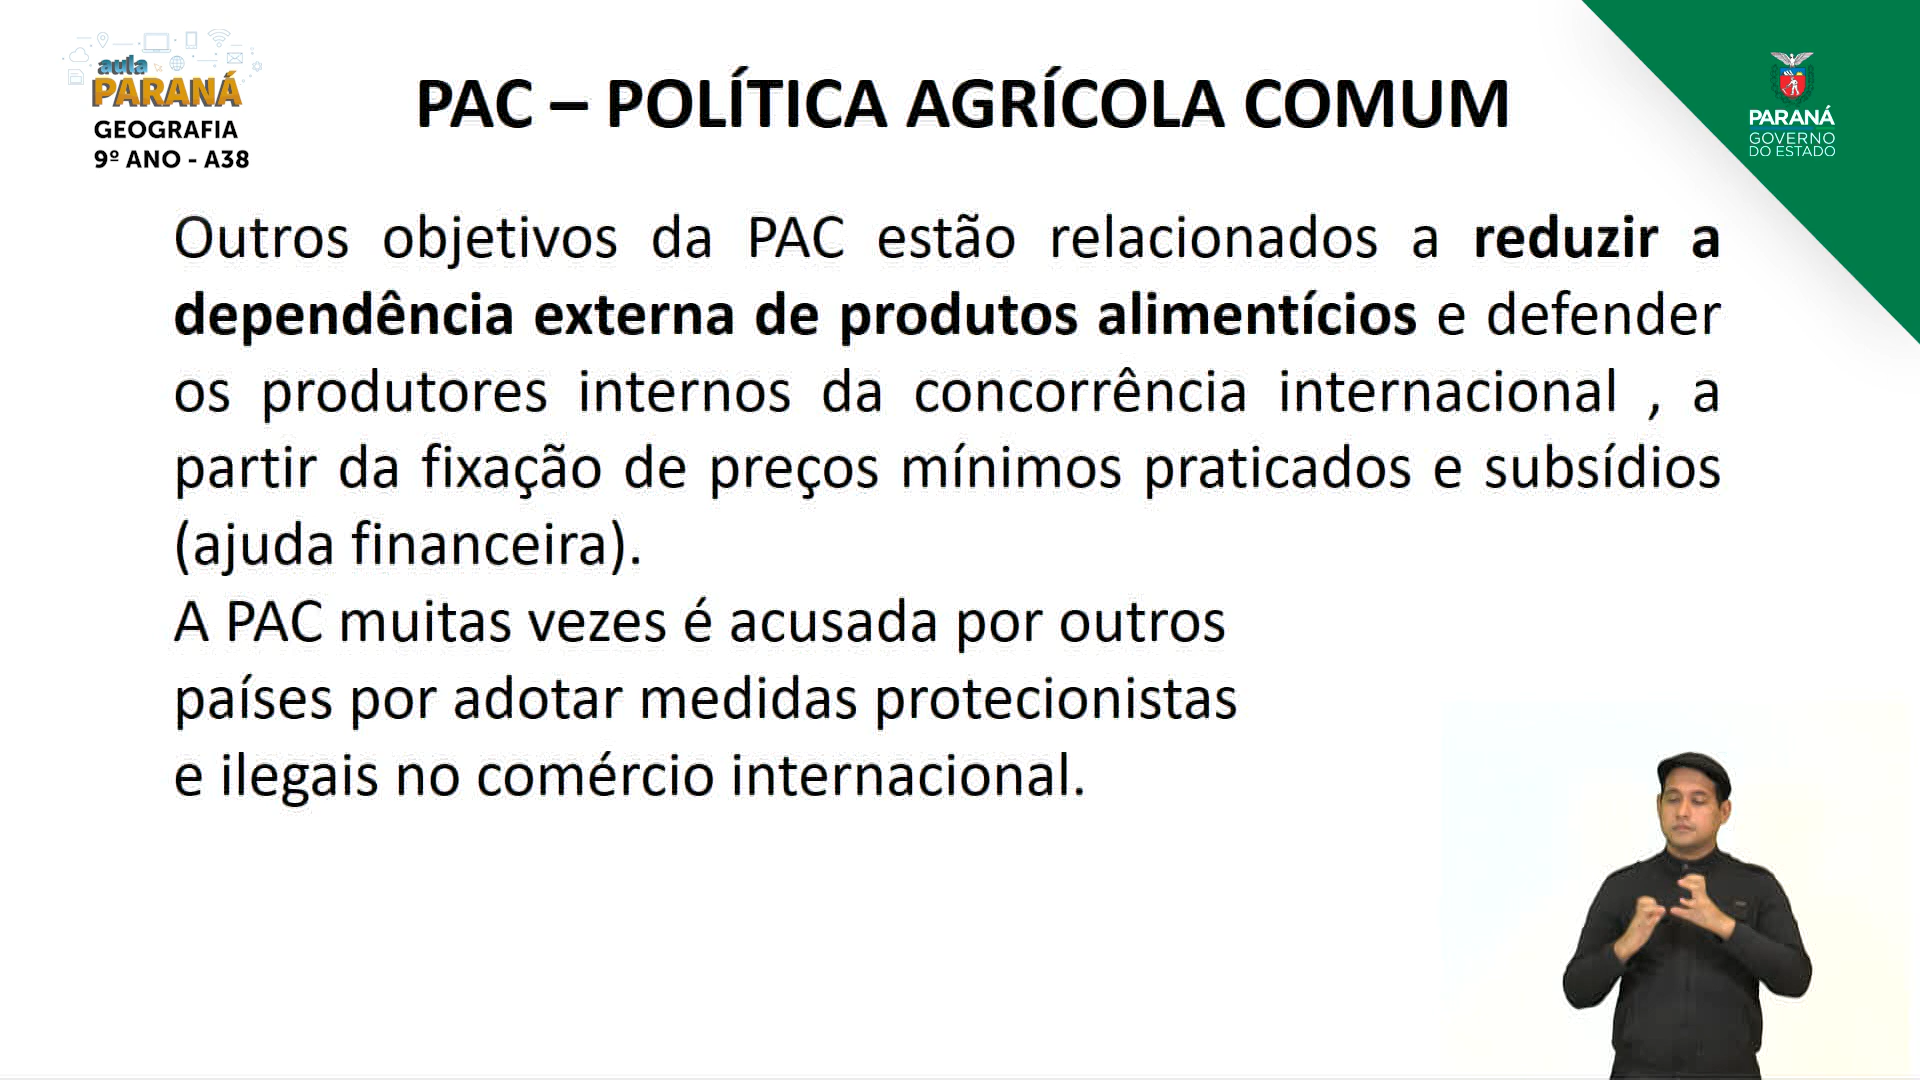 aula
PARANÁ
GEOGRAFIA
9º ANO - A38
PAC – POLÍTICA AGRÍCOLA COMUM
PARANÁ
GOVERNO
DO ESTADO
Outros objetivos da PAC estão relacionados a reduzir a
dependência externa de produtos alimentícios e defender
os produtores internos da concorrência internacional , a
partir da fixação de preços mínimos praticados e subsídios
(ajuda financeira).
A PAC muitas vezes é acusada por outros
países por adotar medidas protecionistas
e ilegais no comércio internacional.